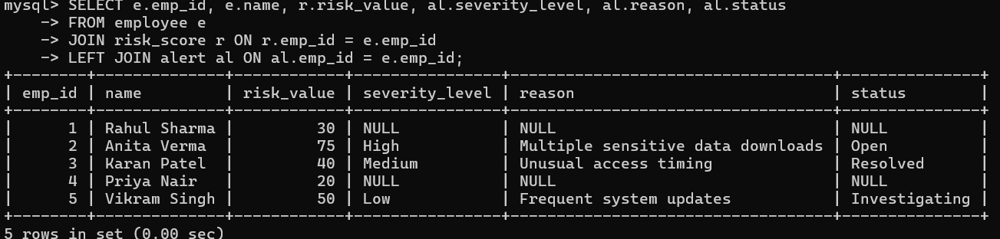 mysql> SELECT e.emp_id, e.name, r.risk_value, al.severity_level, al.reason, al.status
    -> FROM employee e
    -> JOIN risk_score r ON r.emp_id = e.emp_id
    -> LEFT JOIN alert al ON al.emp_id = e.emp_id;
+--------+--------------+------------+----------------+-----------------------------------+---------------+
| emp_id | name         | risk_value | severity_level | reason                            | status        |
+--------+--------------+------------+----------------+-----------------------------------+---------------+
|      1 | Rahul Sharma |         30 | NULL           | NULL                              | NULL          |
|      2 | Anita Verma  |         75 | High           | Multiple sensitive data downloads | Open          |
|      3 | Karan Patel  |         40 | Medium         | Unusual access timing             | Resolved      |
|      4 | Priya Nair   |         20 | NULL           | NULL                              | NULL          |
|      5 | Vikram Singh |         50 | Low            | Frequent system updates           | Investigating |
+--------+--------------+------------+----------------+-----------------------------------+---------------+
5 rows in set (0.00 sec)